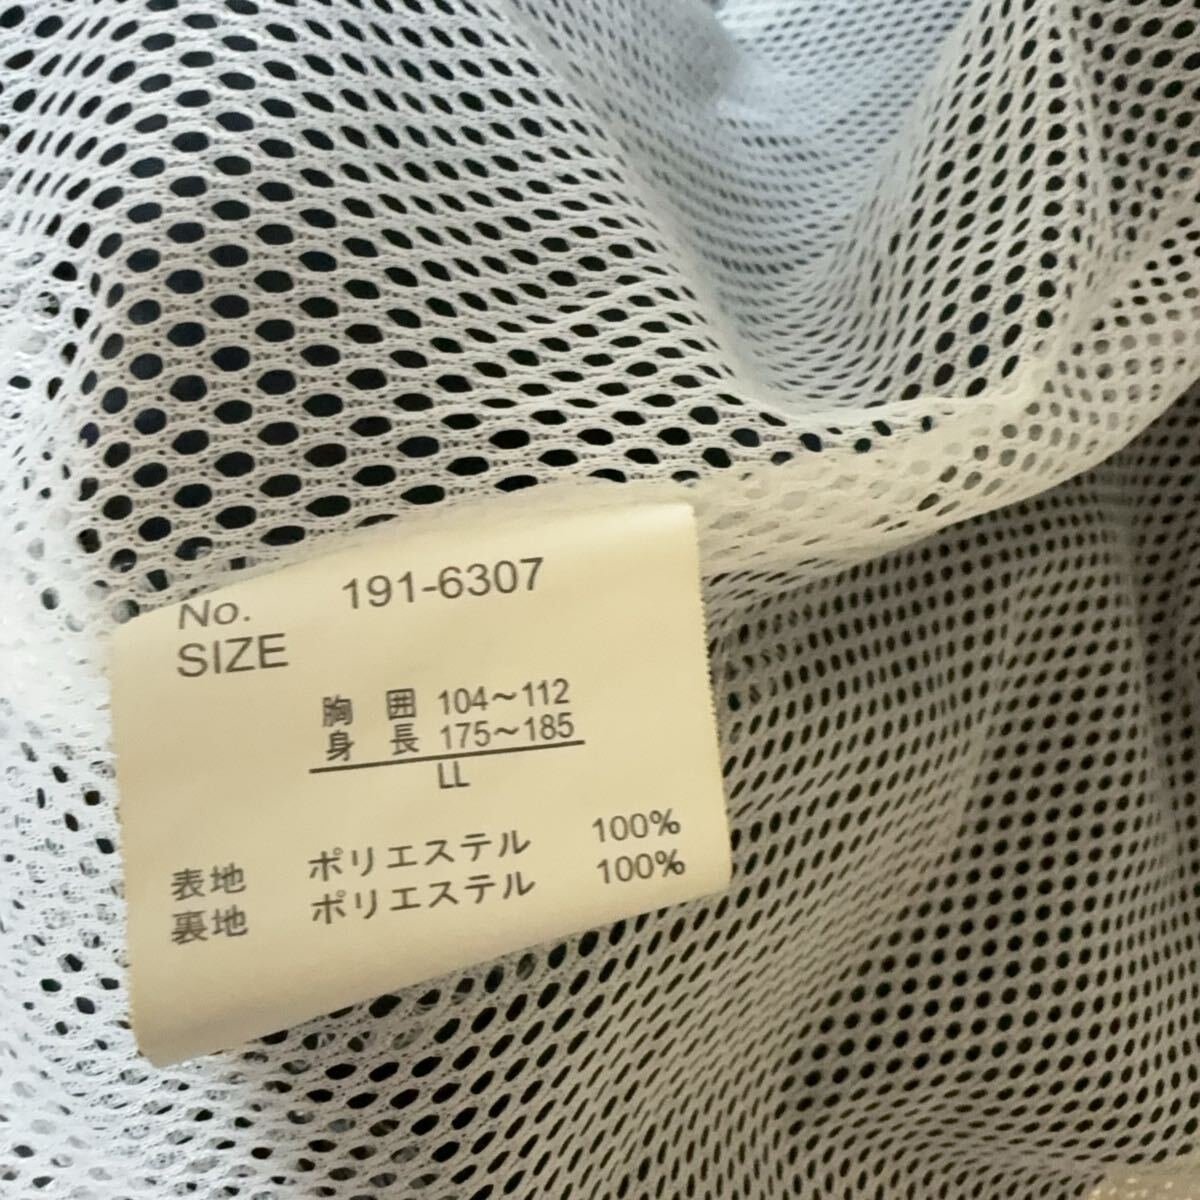 No. 191-6307
SIZE
胸 囲 104～112
身 長 175～185
LL
表地 ポリエステル 100%
裏地 ポリエステル 100%